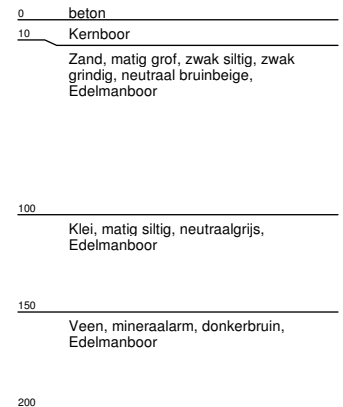 0 beton
10 Kernboor
Zand, matig grof, zwak siltig, zwak
grindig, neutraal bruinbeige,
Edelmanboor
100
Klei, matig siltig, neutraalgrijs,
Edelmanboor
150
Veen, mineraalarm, donkerbruin,
Edelmanboor
200